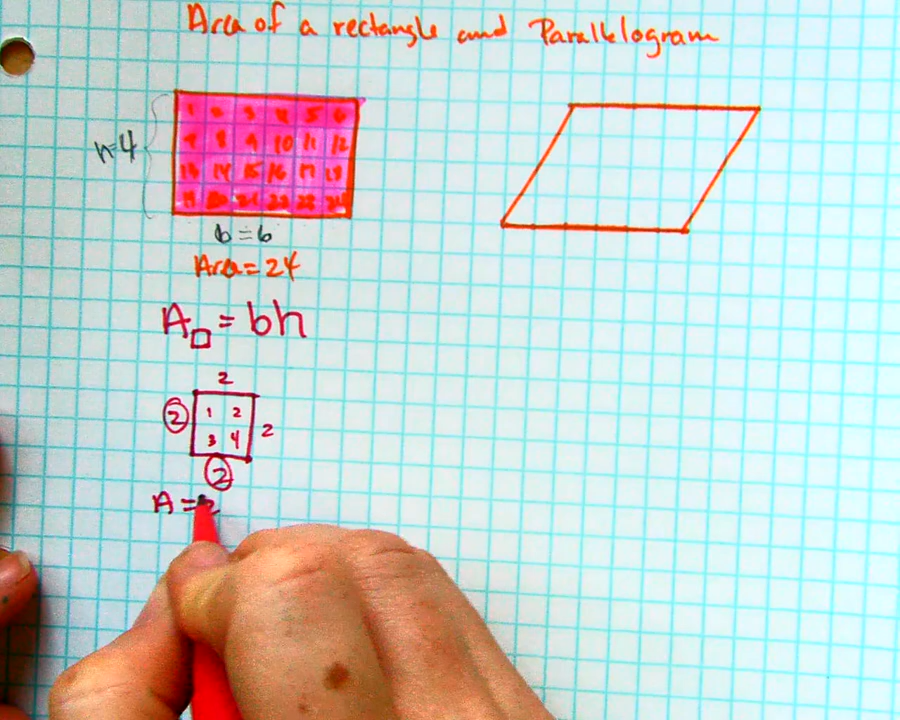 Area of a rectangle and Parallelogram
1 2 3 4 5 6
7 8 9 10 11 12
13 14 15 16 17 18
19 20 21 22 23 24
h=4
b=6
Area=24
A□=bh
2
② 1 2
3 4 2
②
A=2